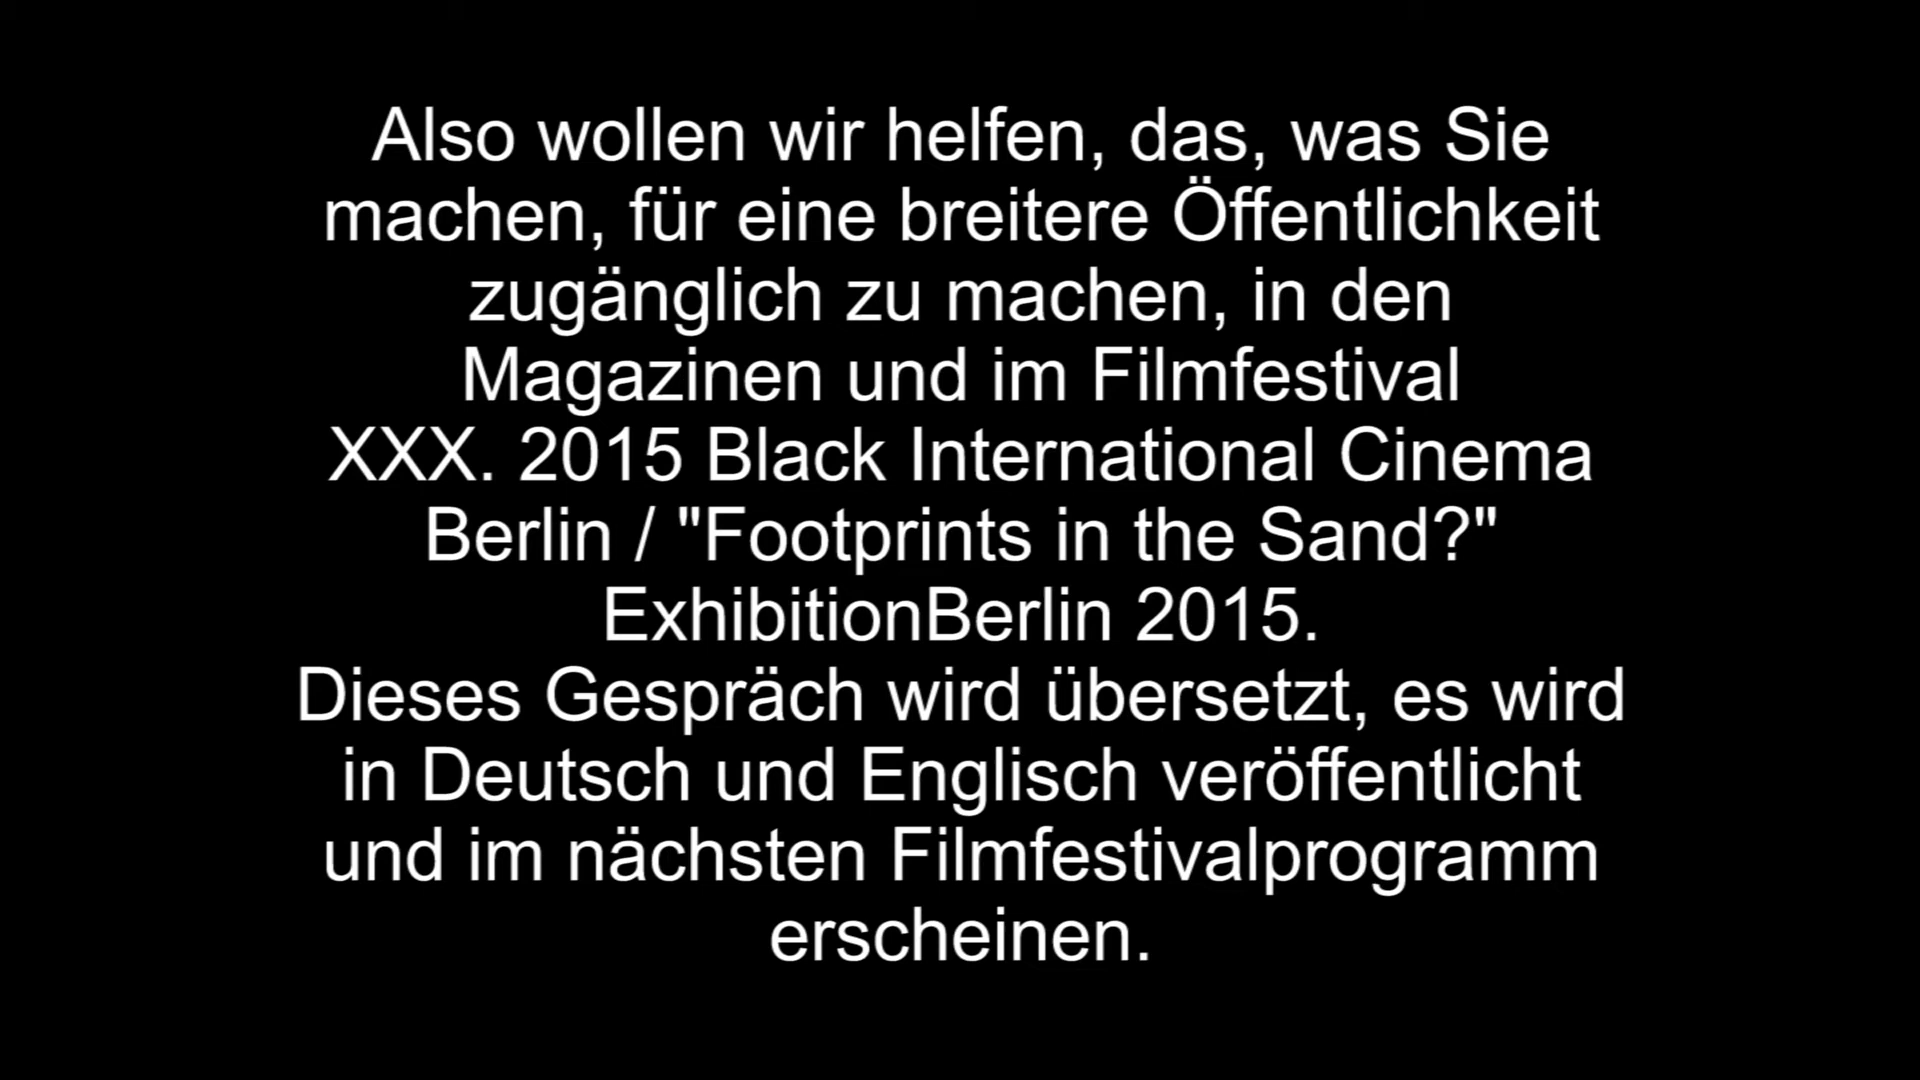 Also wollen wir helfen, das, was Sie
machen, für eine breitere Öffentlichkeit
zugänglich zu machen, in den
Magazinen und im Filmfestival
XXX. 2015 Black International Cinema
Berlin / "Footprints in the Sand?"
ExhibitionBerlin 2015.
Dieses Gespräch wird übersetzt, es wird
in Deutsch und Englisch veröffentlicht
und im nächsten Filmfestivalprogramm
erscheinen.